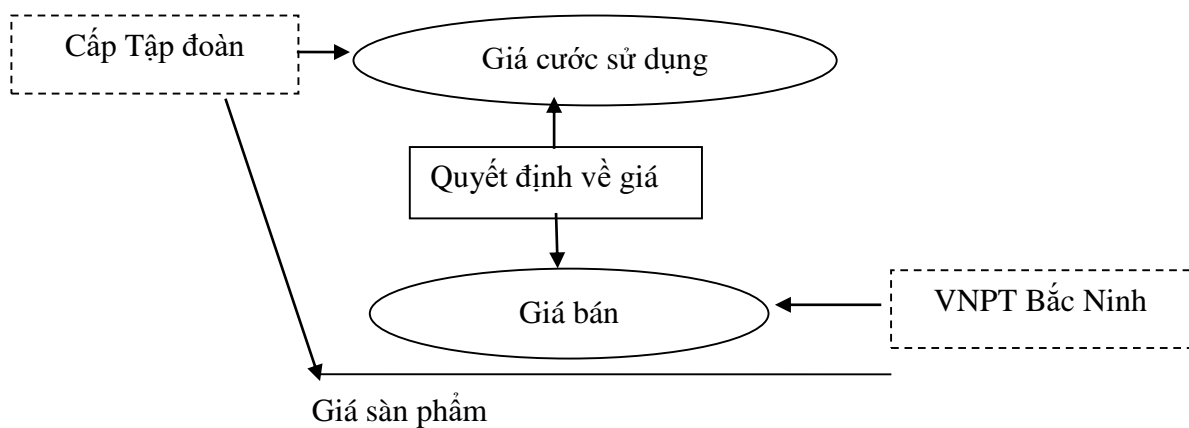 Cấp Tập đoàn
Giá cước sử dụng
Quyết định về giá
Giá bán
VNPT Bắc Ninh
Giá sàn phẩm